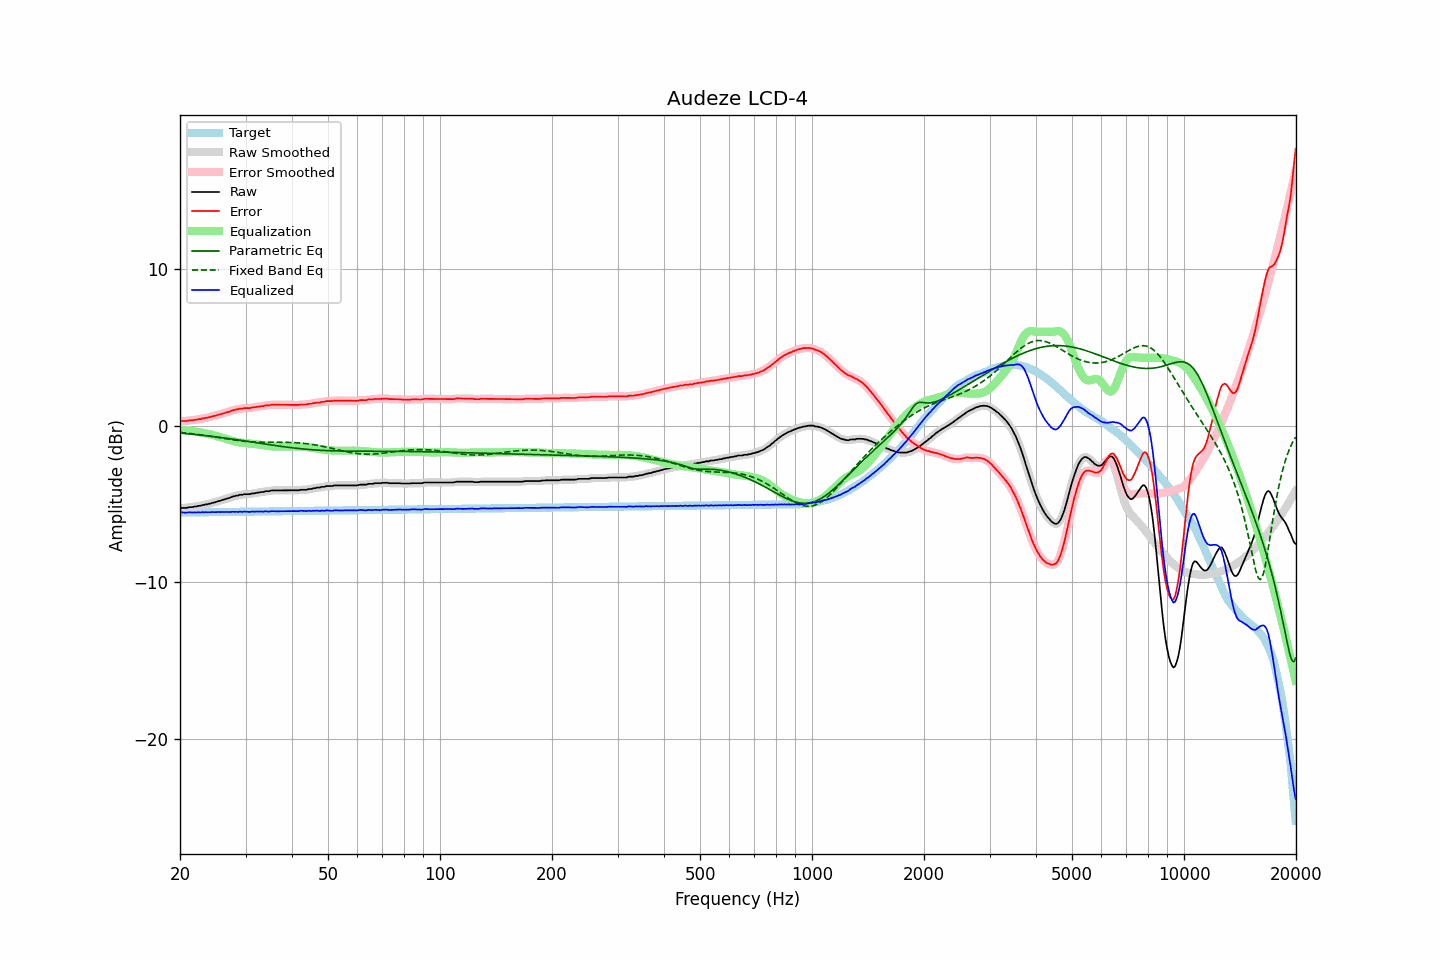 Audeze LCD-4
Target
Raw Smoothed
Error Smoothed
Raw
Error
Equalization
Parametric Eq
Fixed Band Eq
Equalized
10
0
−10
−20
Amplitude (dBr)
20 50 100 200 500 1000 2000 5000 10000 20000
Frequency (Hz)